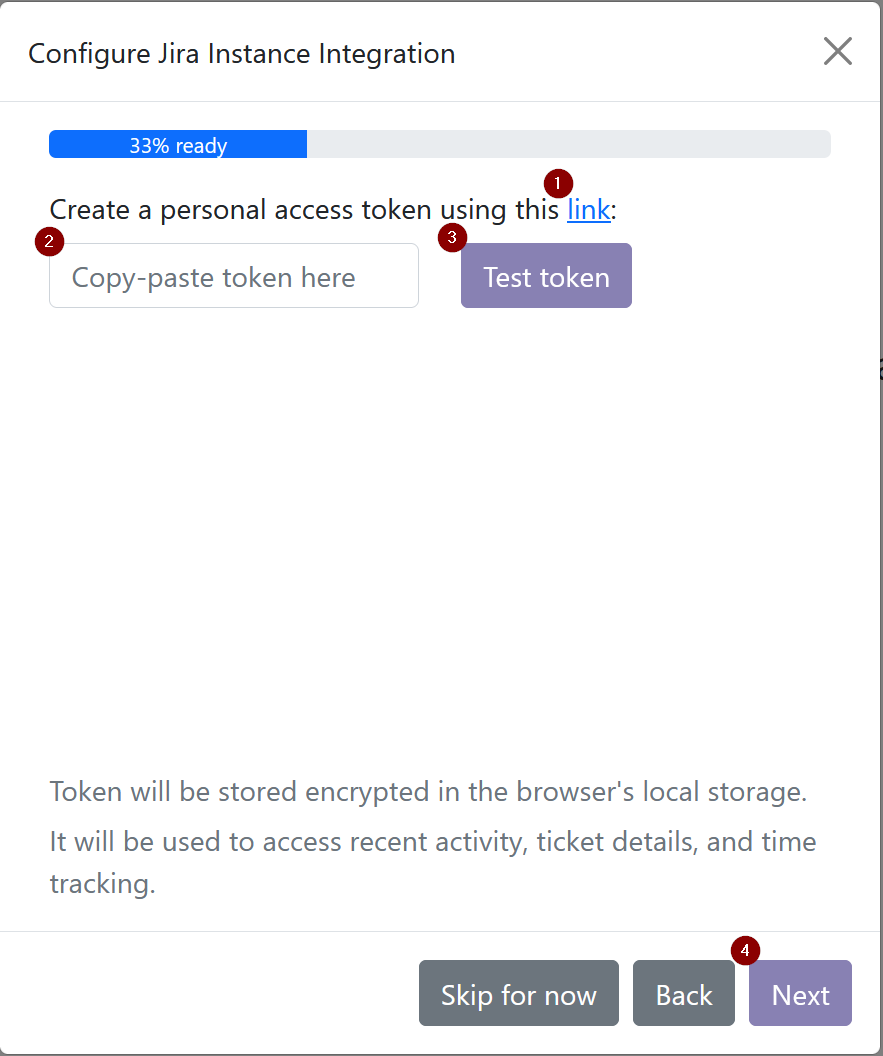 Configure Jira Instance Integration
33% ready
1
Create a personal access token using this link:
2
3
Copy-paste token here
Test token
Token will be stored encrypted in the browser's local storage.
It will be used to access recent activity, ticket details, and time
tracking.
4
Skip for now
Back
Next